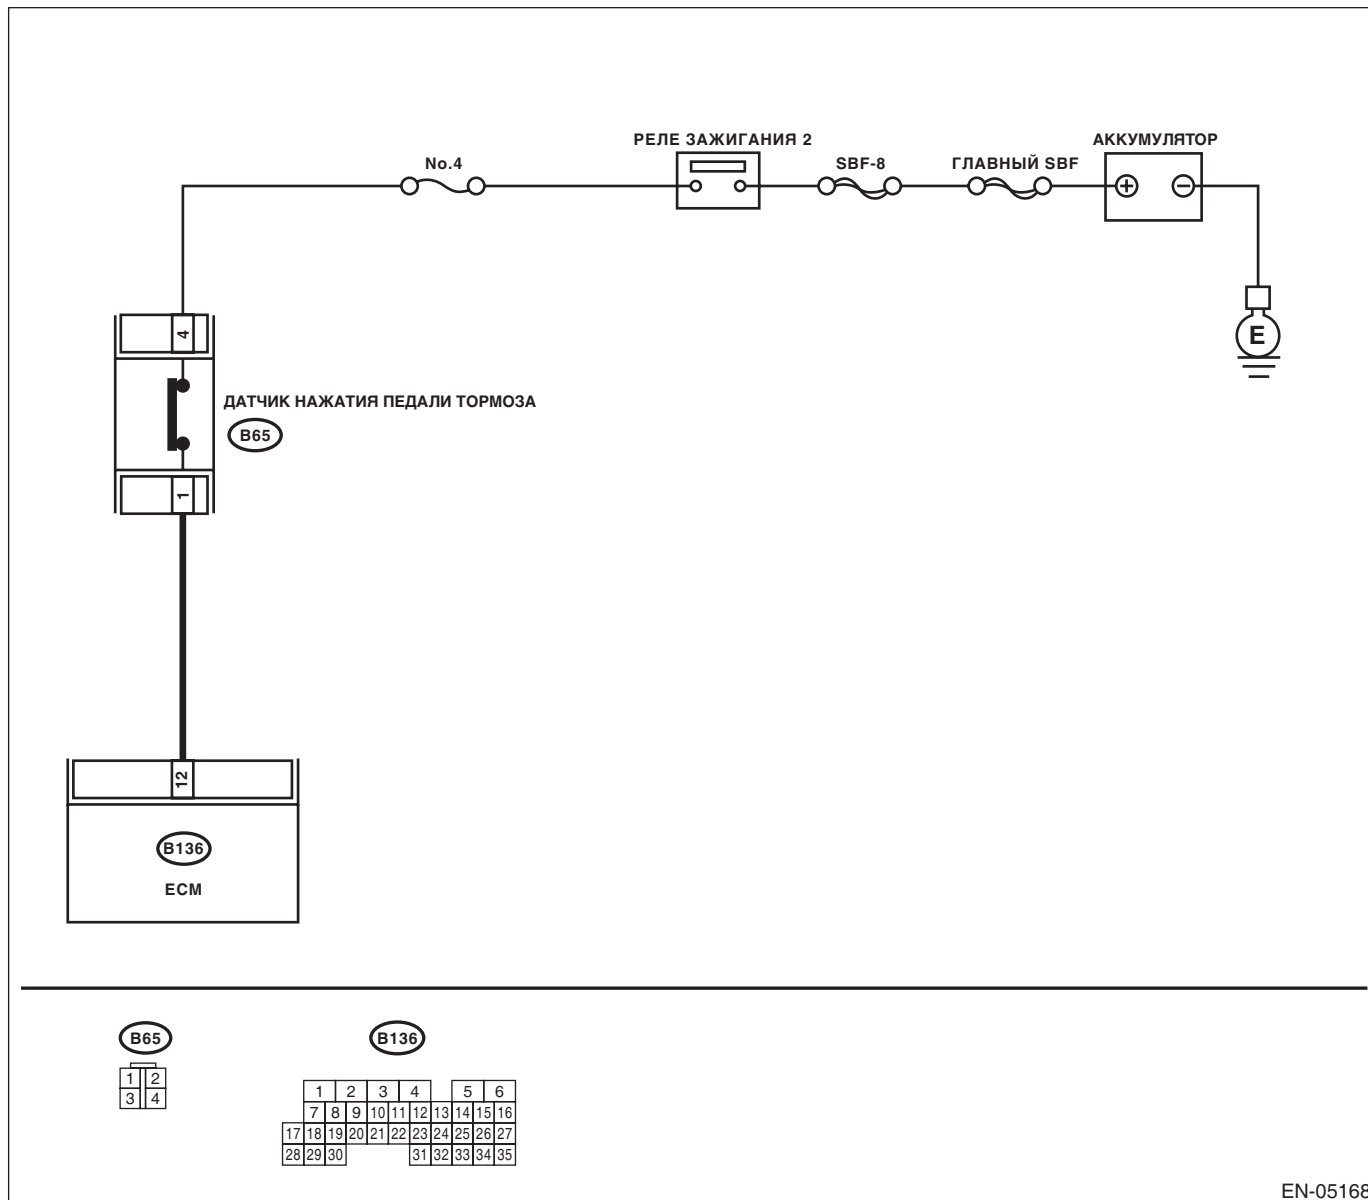 РЕЛЕ ЗАЖИГАНИЯ 2
АККУМУЛЯТОР
No.4
SBF-8
ГЛАВНЫЙ SBF
+
−
E
4
ДАТЧИК НАЖАТИЯ ПЕДАЛИ ТОРМОЗА
B65
1
12
B136
ECM
B65
B136
1 2
3 4
1 2 3 4 5 6
7 8 9 10 11 12 13 14 15 16
17 18 19 20 21 22 23 24 25 26 27
28 29 30 31 32 33 34 35
EN-05168